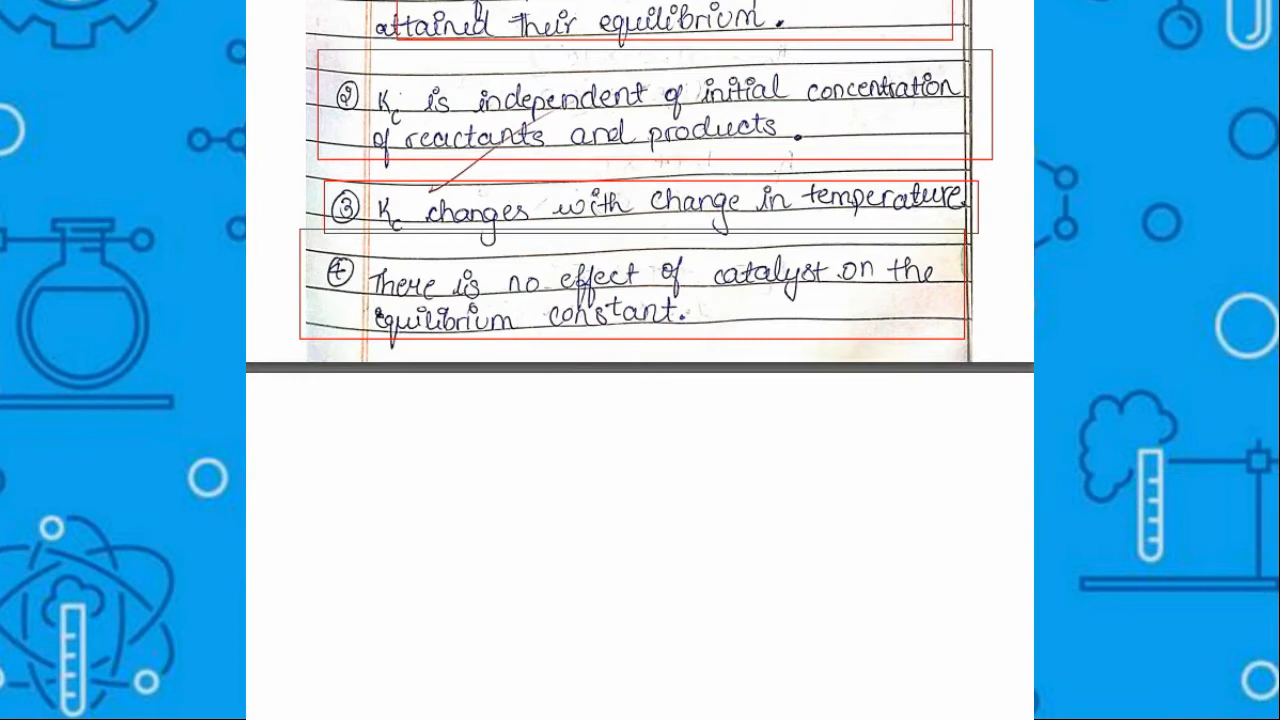 attained their equilibrium.
② Kc is independent of initial concentration
of reactants and products.
③ Kc changes with change in temperature.
④ There is no effect of catalyst on the
equilibrium constant.